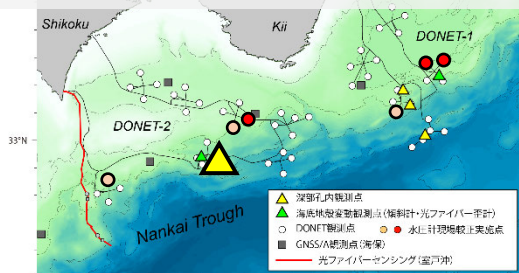 Shikoku
Kii
DONET-1
DONET-2
33°N
Nankai Trough
深部孔内観測点
海底地殻変動観測点(傾斜計・光ファイバー歪計)
DONET観測点
水圧計現場較正実施点
GNSS/A観測点(海保)
光ファイバーセンシング(室戸沖)